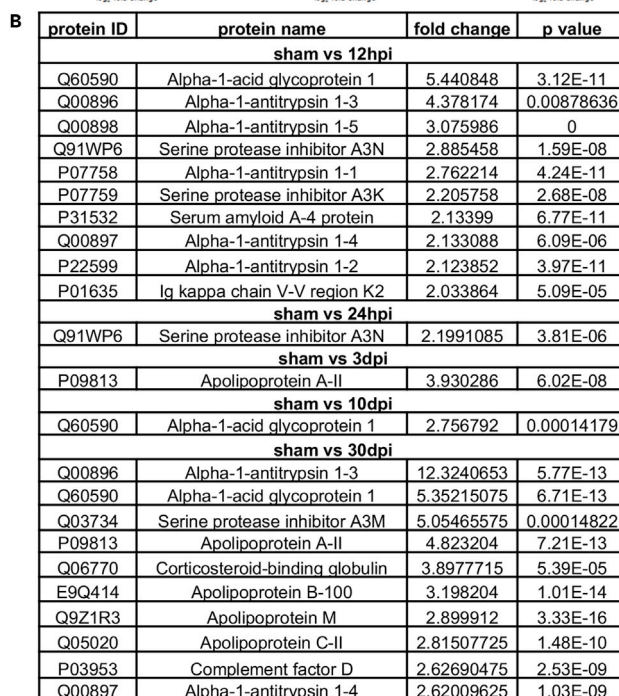 B
protein ID protein name fold change p value
sham vs 12hpi
Q60590 Alpha-1-acid glycoprotein 1 5.440848 3.12E-11
Q00896 Alpha-1-antitrypsin 1-3 4.378174 0.00878636
Q00898 Alpha-1-antitrypsin 1-5 3.075986 0
Q91WP6 Serine protease inhibitor A3N 2.885458 1.59E-08
P07758 Alpha-1-antitrypsin 1-1 2.762214 4.24E-11
P07759 Serine protease inhibitor A3K 2.205758 2.68E-08
P31532 Serum amyloid A-4 protein 2.13399 6.77E-11
Q00897 Alpha-1-antitrypsin 1-4 2.133088 6.09E-06
P22599 Alpha-1-antitrypsin 1-2 2.123852 3.97E-11
P01635 Ig kappa chain V-V region K2 2.033864 5.09E-05
sham vs 24hpi
Q91WP6 Serine protease inhibitor A3N 2.1991085 3.81E-06
sham vs 3dpi
P09813 Apolipoprotein A-II 3.930286 6.02E-08
sham vs 10dpi
Q60590 Alpha-1-acid glycoprotein 1 2.756792 0.00014179
sham vs 30dpi
Q00896 Alpha-1-antitrypsin 1-3 12.3240653 5.77E-13
Q60590 Alpha-1-acid glycoprotein 1 5.35215075 6.71E-13
Q03734 Serine protease inhibitor A3M 5.05465575 0.00014822
P09813 Apolipoprotein A-II 4.823204 7.21E-13
Q06770 Corticosteroid-binding globulin 3.8977715 5.39E-05
E9Q414 Apolipoprotein B-100 3.198204 1.01E-14
Q9Z1R3 Apolipoprotein M 2.899912 3.33E-16
Q05020 Apolipoprotein C-II 2.81507725 1.48E-10
P03953 Complement factor D 2.62690475 2.53E-09
Q00897 Alpha-1-antitrypsin 1-4 2.62009625 1.03E-09